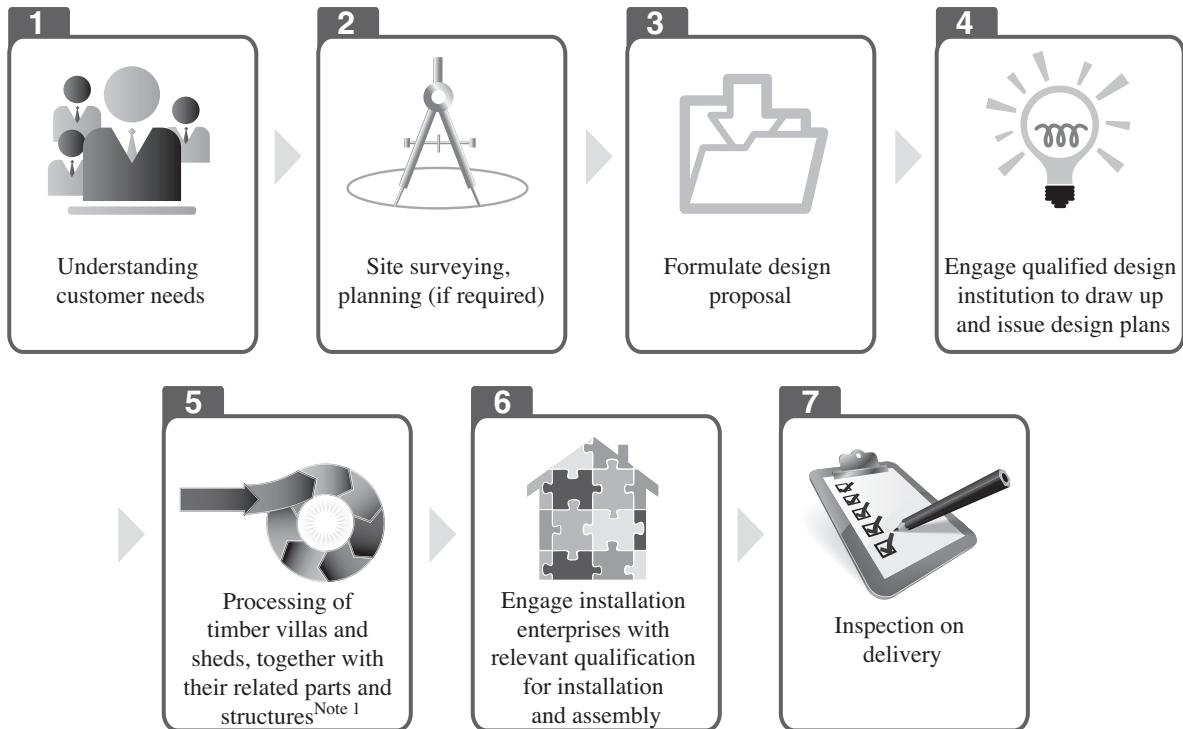 1
Understanding
customer needs
2
Site surveying,
planning (if required)
3
Formulate design
proposal
4
Engage qualified design
institution to draw up
and issue design plans
5
Processing of
timber villas and
sheds, together with
their related parts and
structures Note 1
6
Engage installation
enterprises with
relevant qualification
for installation
and assembly
7
Inspection on
delivery